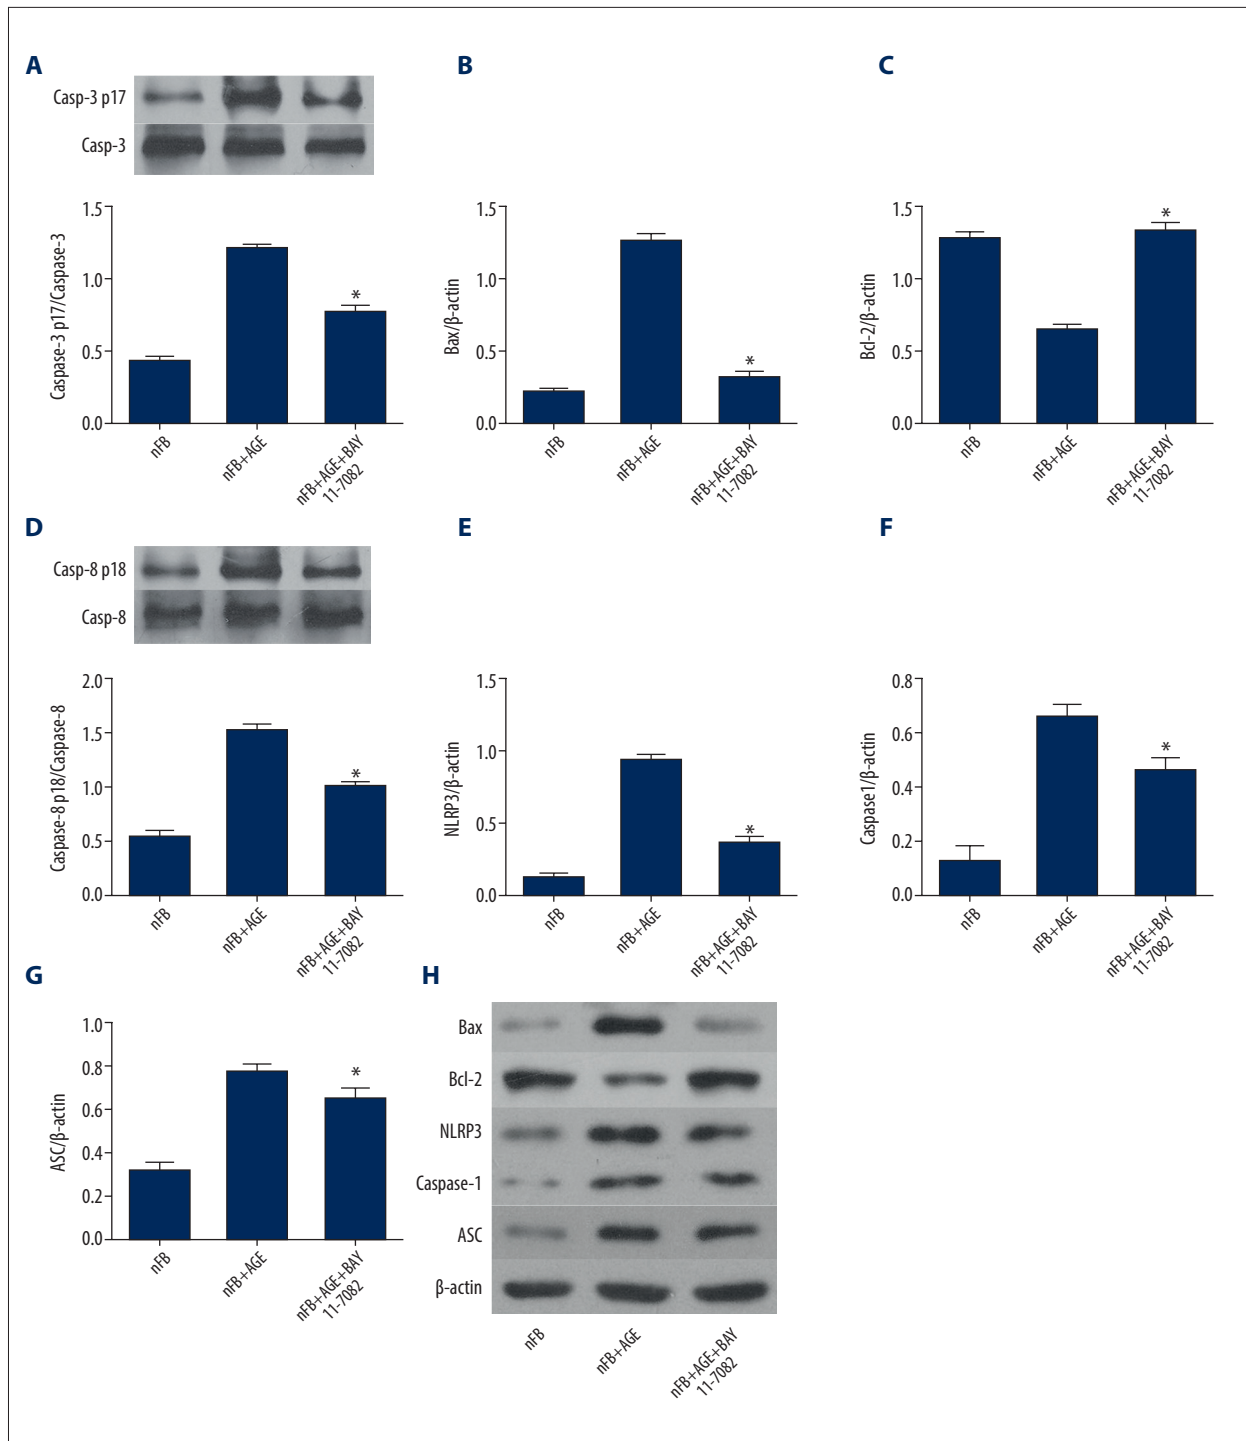 A
Casp-3 p17
Casp-3
Caspase-3 p17/Caspase-3
1.5
1.0
0.5
0.0
*
nFB
nFB+AGE
nFB+AGE+BAY
11-7082
B
Bax/β-actin
1.5
1.0
0.5
0.0
*
nFB
nFB+AGE
nFB+AGE+BAY
11-7082
C
Bcl-2/β-actin
1.5
1.0
0.5
0.0
*
nFB
nFB+AGE
nFB+AGE+BAY
11-7082
D
Casp-8 p18
Casp-8
Caspase-8 p18/Caspase-8
2.0
1.5
1.0
0.5
0.0
*
nFB
nFB+AGE
nFB+AGE+BAY
11-7082
E
NLRP3/β-actin
1.5
1.0
0.5
0.0
*
nFB
nFB+AGE
nFB+AGE+BAY
11-7082
F
Caspase1/β-actin
0.8
0.6
0.4
0.2
0.0
*
nFB
nFB+AGE
nFB+AGE+BAY
11-7082
G
ASC/β-actin
1.0
0.8
0.6
0.4
0.2
0.0
*
nFB
nFB+AGE
nFB+AGE+BAY
11-7082
H
Bax
Bcl-2
NLRP3
Caspase-1
ASC
β-actin
nFB
nFB+AGE
nFB+AGE+BAY
11-7082